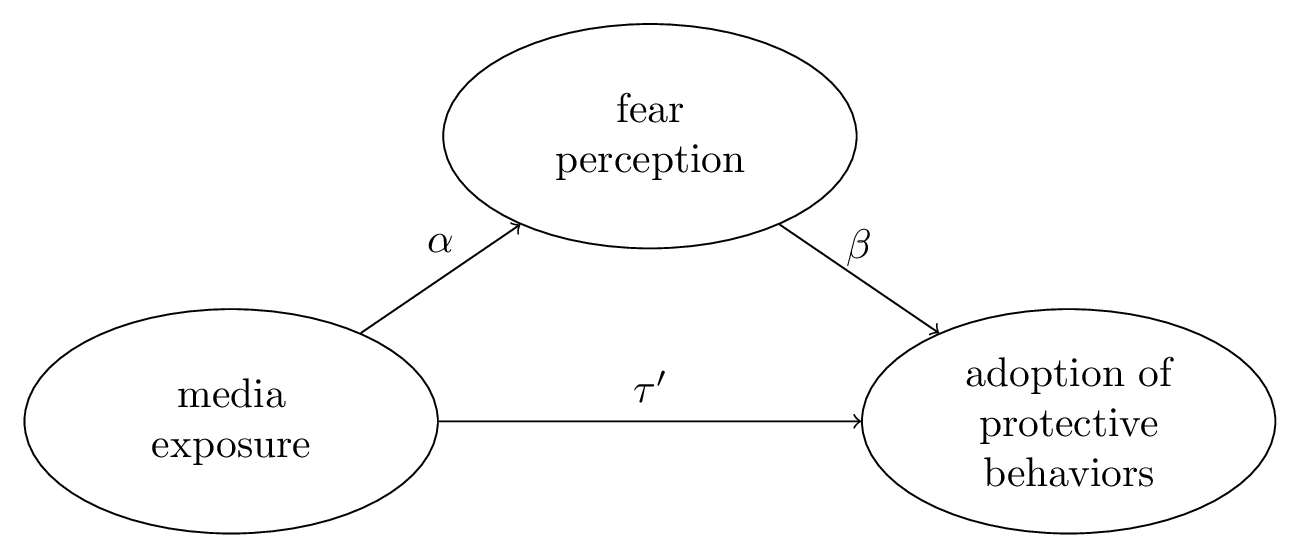 fear
perception
α
β
media
exposure
τ′
adoption of
protective
behaviors